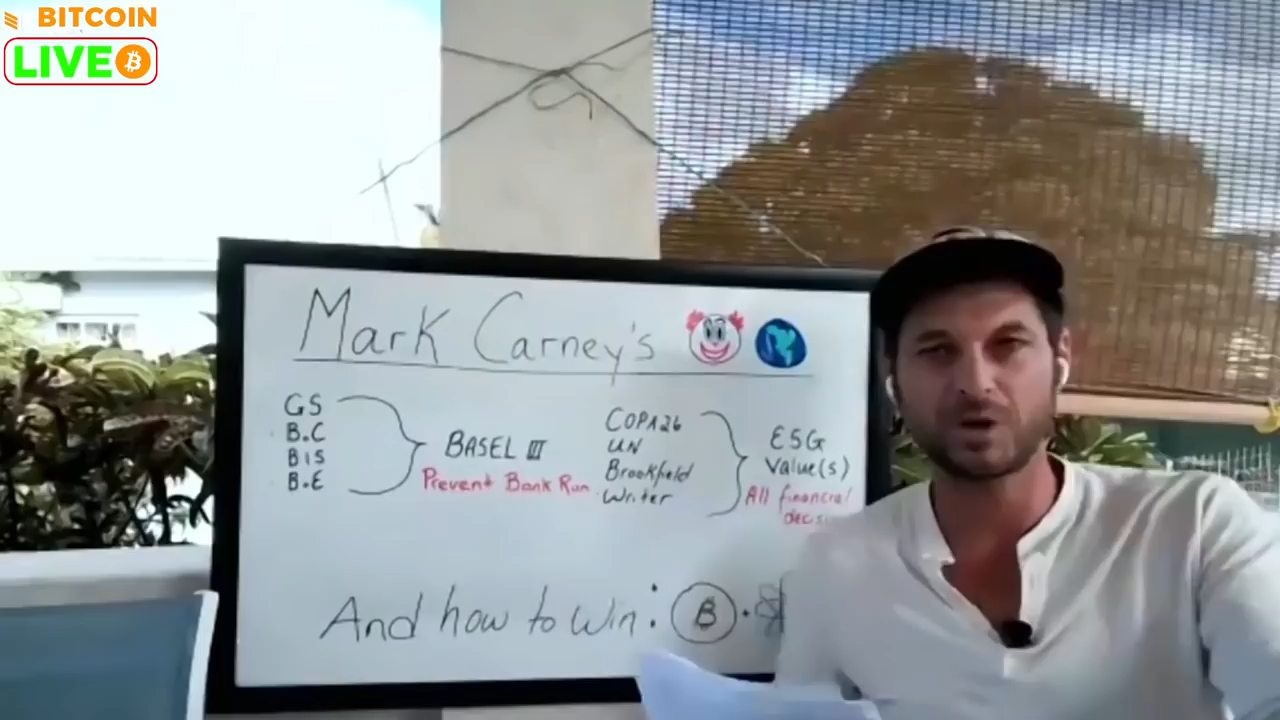 BITCOIN
LIVE
Mark Carney's
GS
B.C
BIS
B.E
BASEL III
Prevent Bank Run
COPA26
UN
Brookfield
Writer
ESG
Value(s)
All financial
And how to win: B